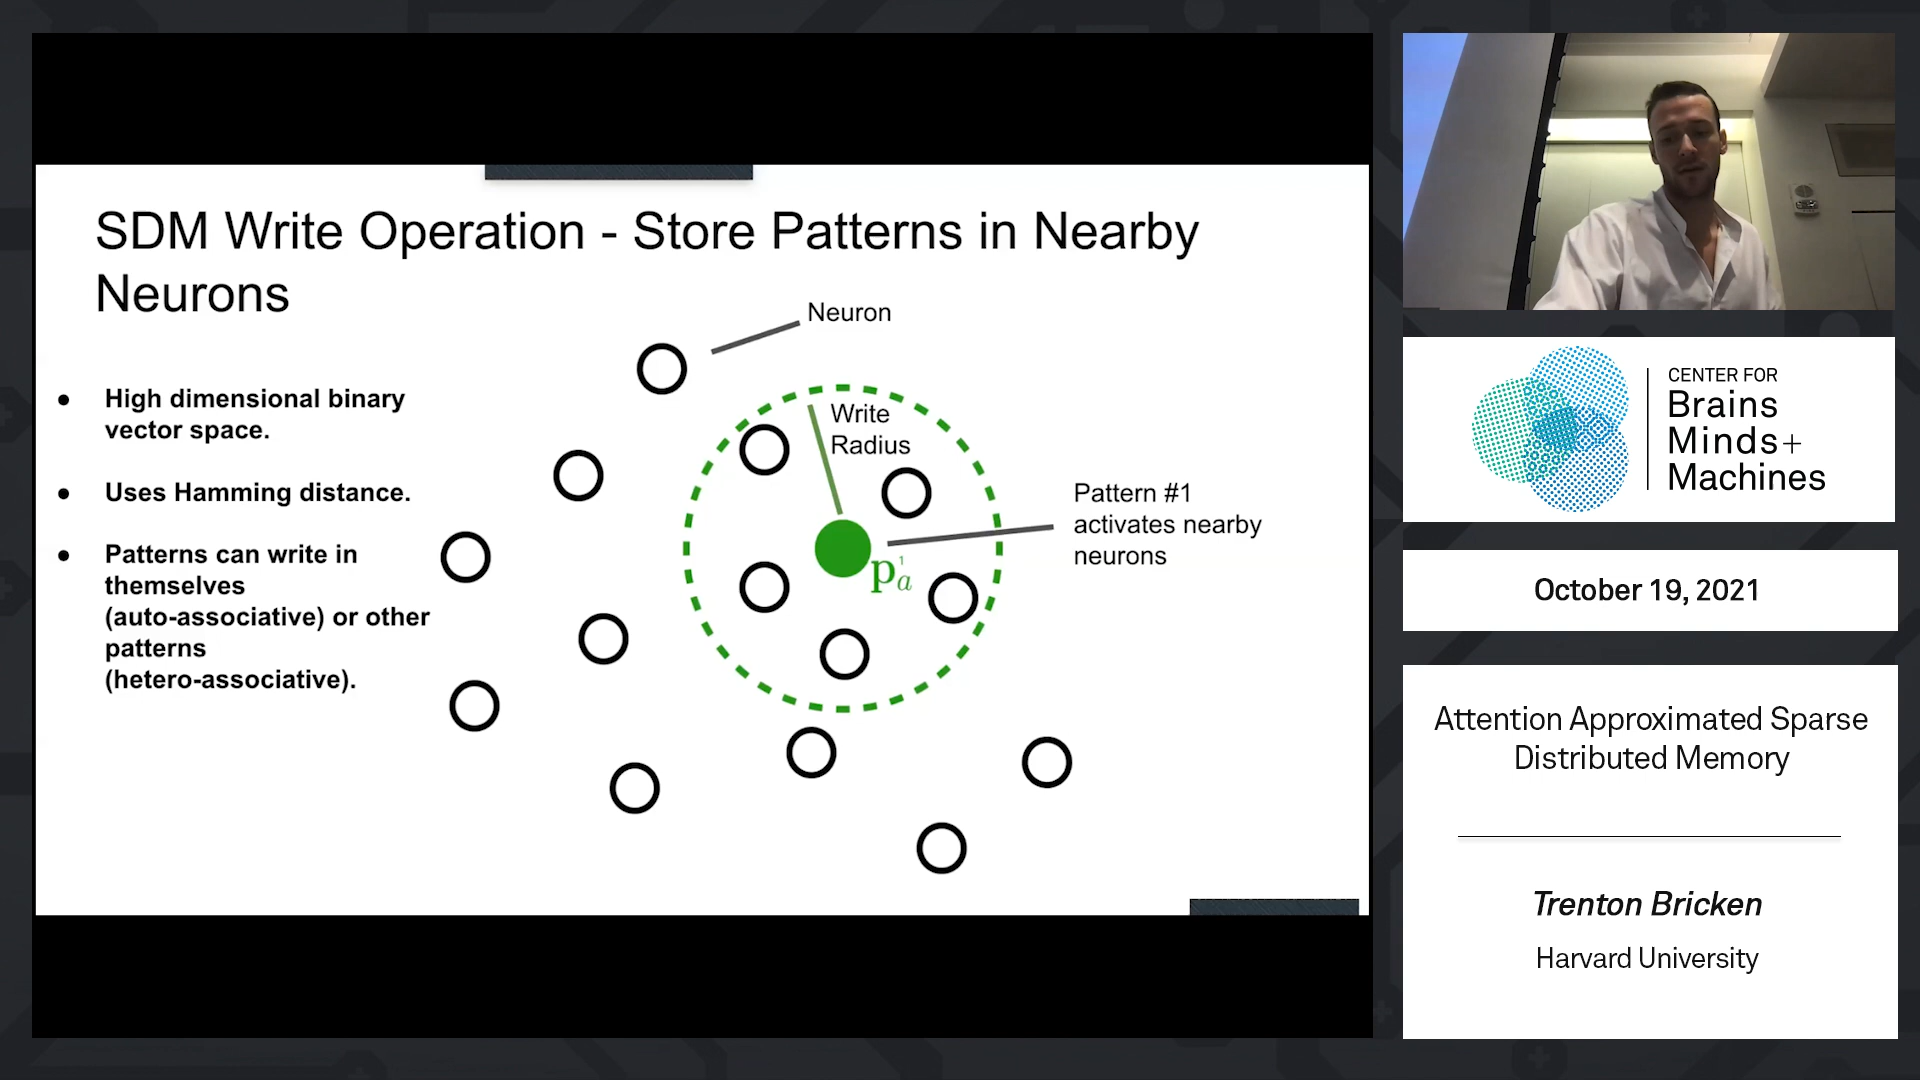 SDM Write Operation - Store Patterns in Nearby
Neurons
Neuron
● High dimensional binary
vector space.
● Uses Hamming distance.
● Patterns can write in
themselves
(auto-associative) or other
patterns
(hetero-associative).
Write
Radius
Pattern #1
activates nearby
neurons
p¹ₐ
CENTER FOR
Brains
Minds+
Machines
October 19, 2021
Attention Approximated Sparse
Distributed Memory
Trenton Bricken
Harvard University